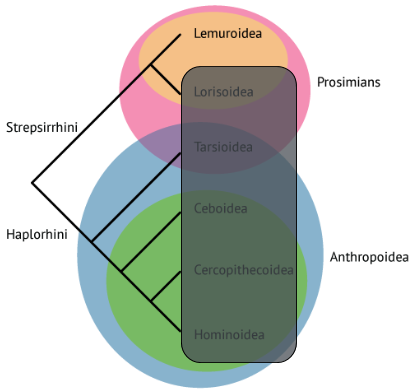 Lemuroidea
Lorisoidea
Prosimians
Strepsirrhini
Tarsioidea
Ceboidea
Haplorhini
Anthropoidea
Cercopithecoidea
Hominoidea